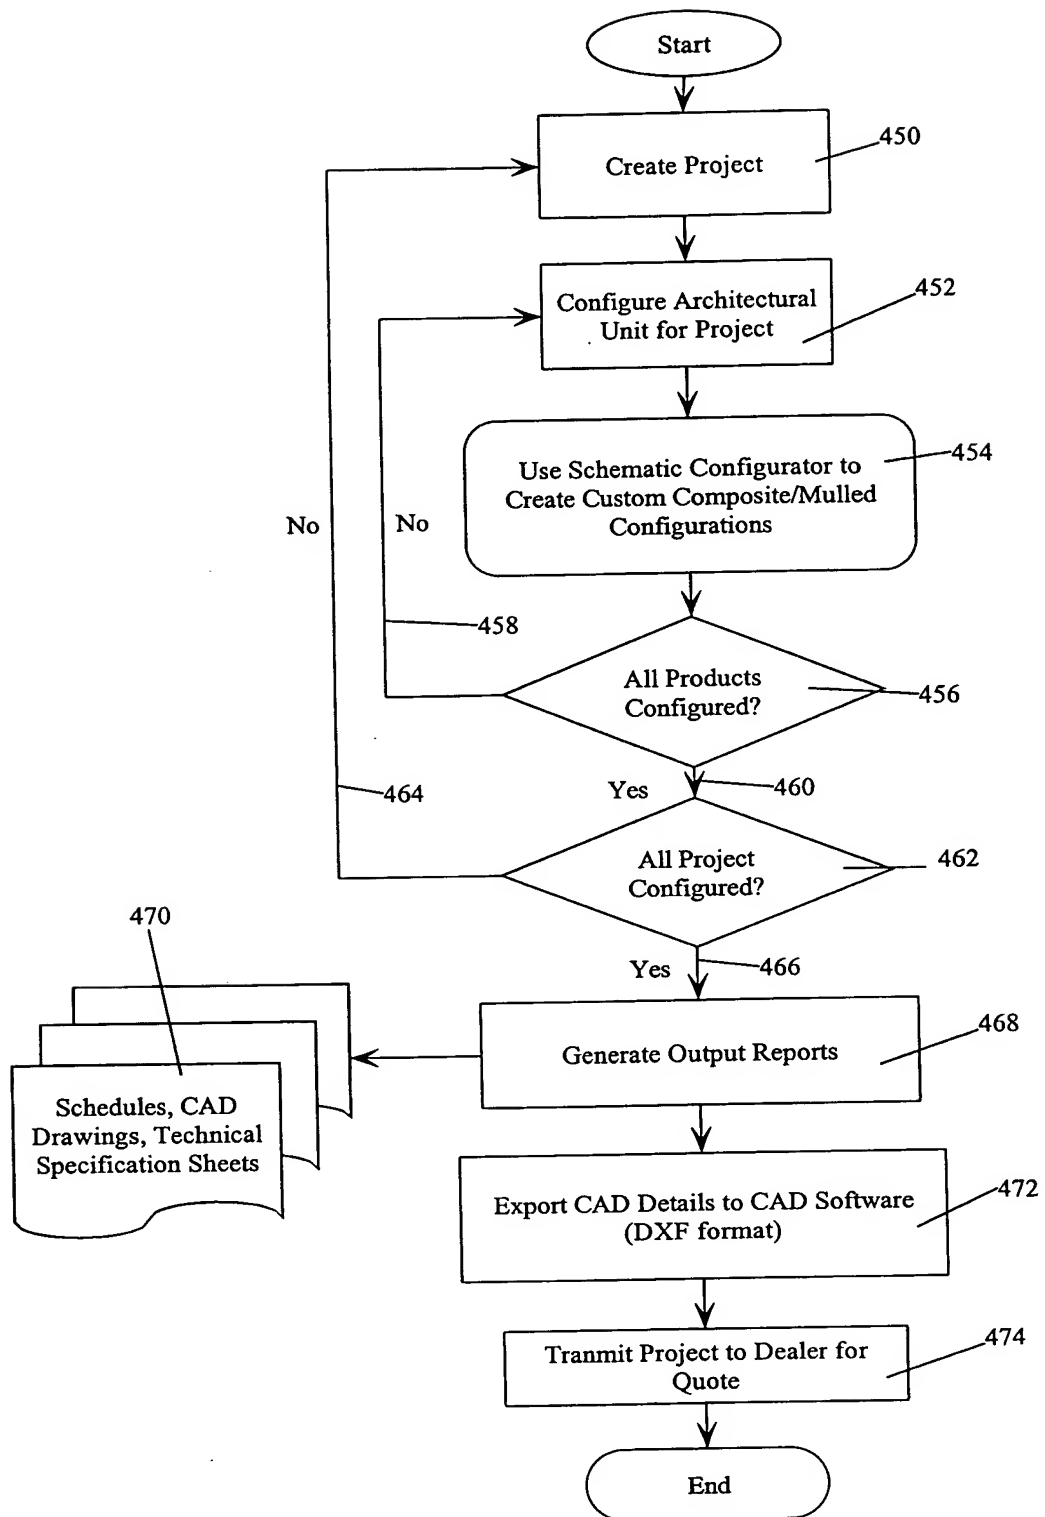 Start
450
Create Project
452
Configure Architectural
Unit for Project
454
Use Schematic Configurator to
Create Custom Composite/Mulled
Configurations
No
No
458
All Products
Configured?
456
464
Yes
460
All Project
Configured?
462
470
Yes
466
468
Generate Output Reports
Schedules, CAD
Drawings, Technical
Specification Sheets
472
Export CAD Details to CAD Software
(DXF format)
474
Tranmit Project to Dealer for
Quote
End